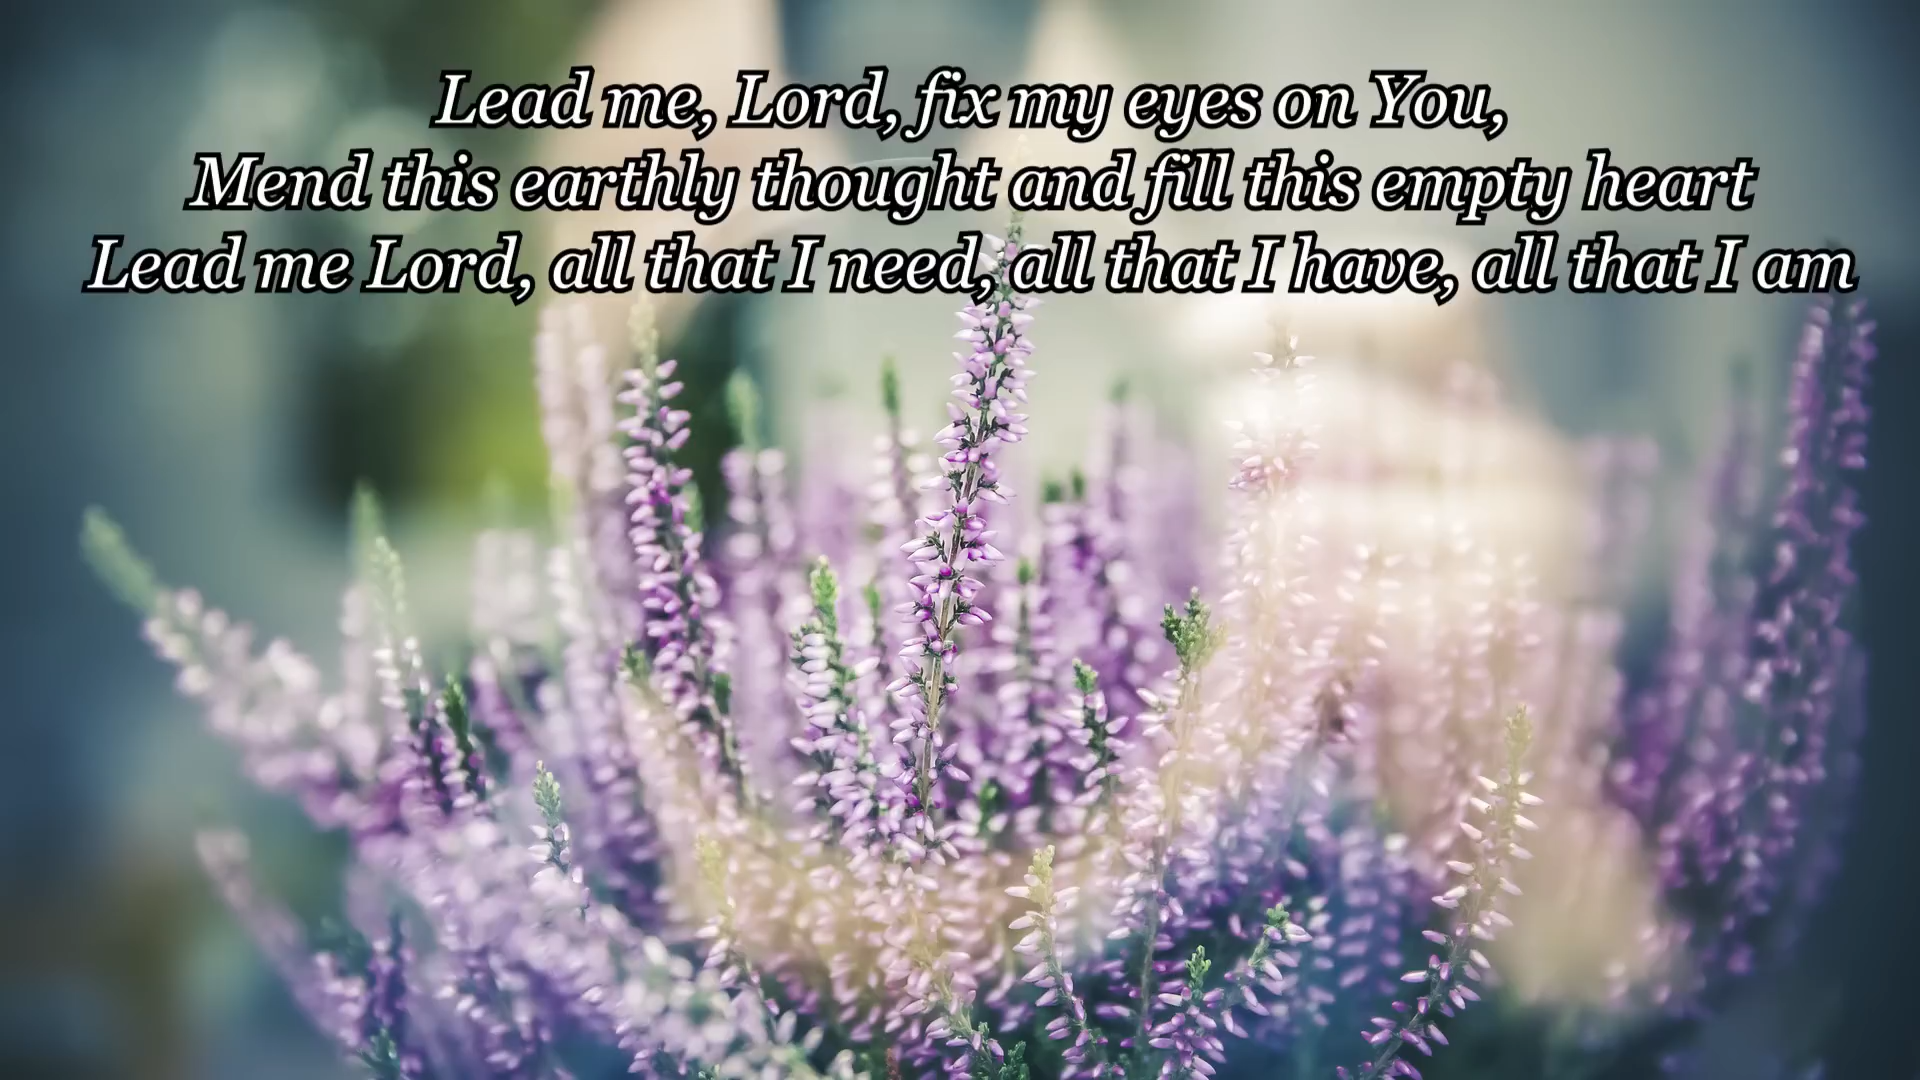 Lead me, Lord, fix my eyes on You,
Mend this earthly thought and fill this empty heart
Lead me Lord, all that I need, all that I have, all that I am